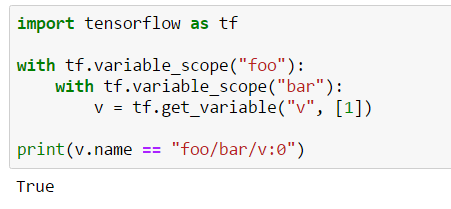 import tensorflow as tf
with tf.variable_scope("foo"):
    with tf.variable_scope("bar"):
        v = tf.get_variable("v", [1])
print(v.name == "foo/bar/v:0")
True